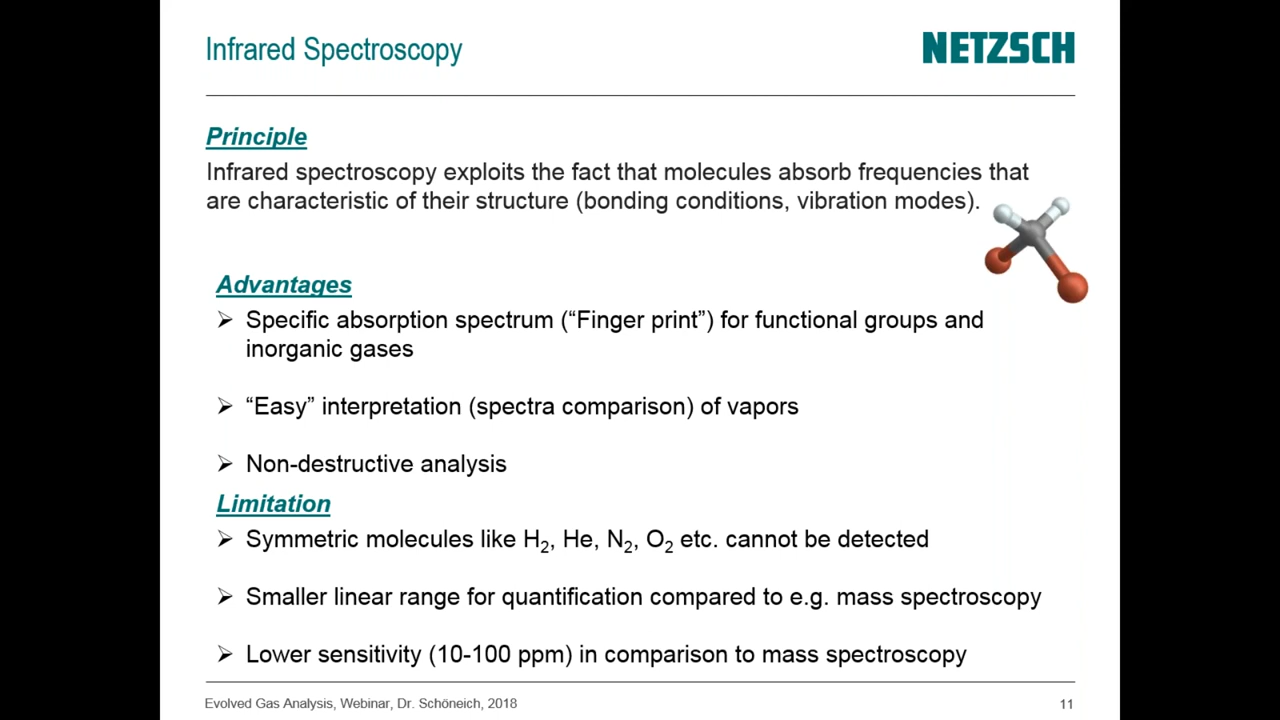 Infrared Spectroscopy
NETZSCH
Principle
Infrared spectroscopy exploits the fact that molecules absorb frequencies that
are characteristic of their structure (bonding conditions, vibration modes).
Advantages
➢ Specific absorption spectrum (“Finger print”) for functional groups and
inorganic gases
➢ “Easy” interpretation (spectra comparison) of vapors
➢ Non-destructive analysis
Limitation
➢ Symmetric molecules like H₂, He, N₂, O₂ etc. cannot be detected
➢ Smaller linear range for quantification compared to e.g. mass spectroscopy
➢ Lower sensitivity (10-100 ppm) in comparison to mass spectroscopy
Evolved Gas Analysis, Webinar, Dr. Schöneich, 2018
11